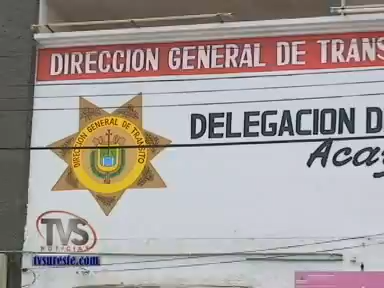 DIRECCION GENERAL DE TRANS
DELEGACION D
Aca
DIRECCION GENERAL DE TRANSITO
TVS
NOTICIAS
tvsureste.com